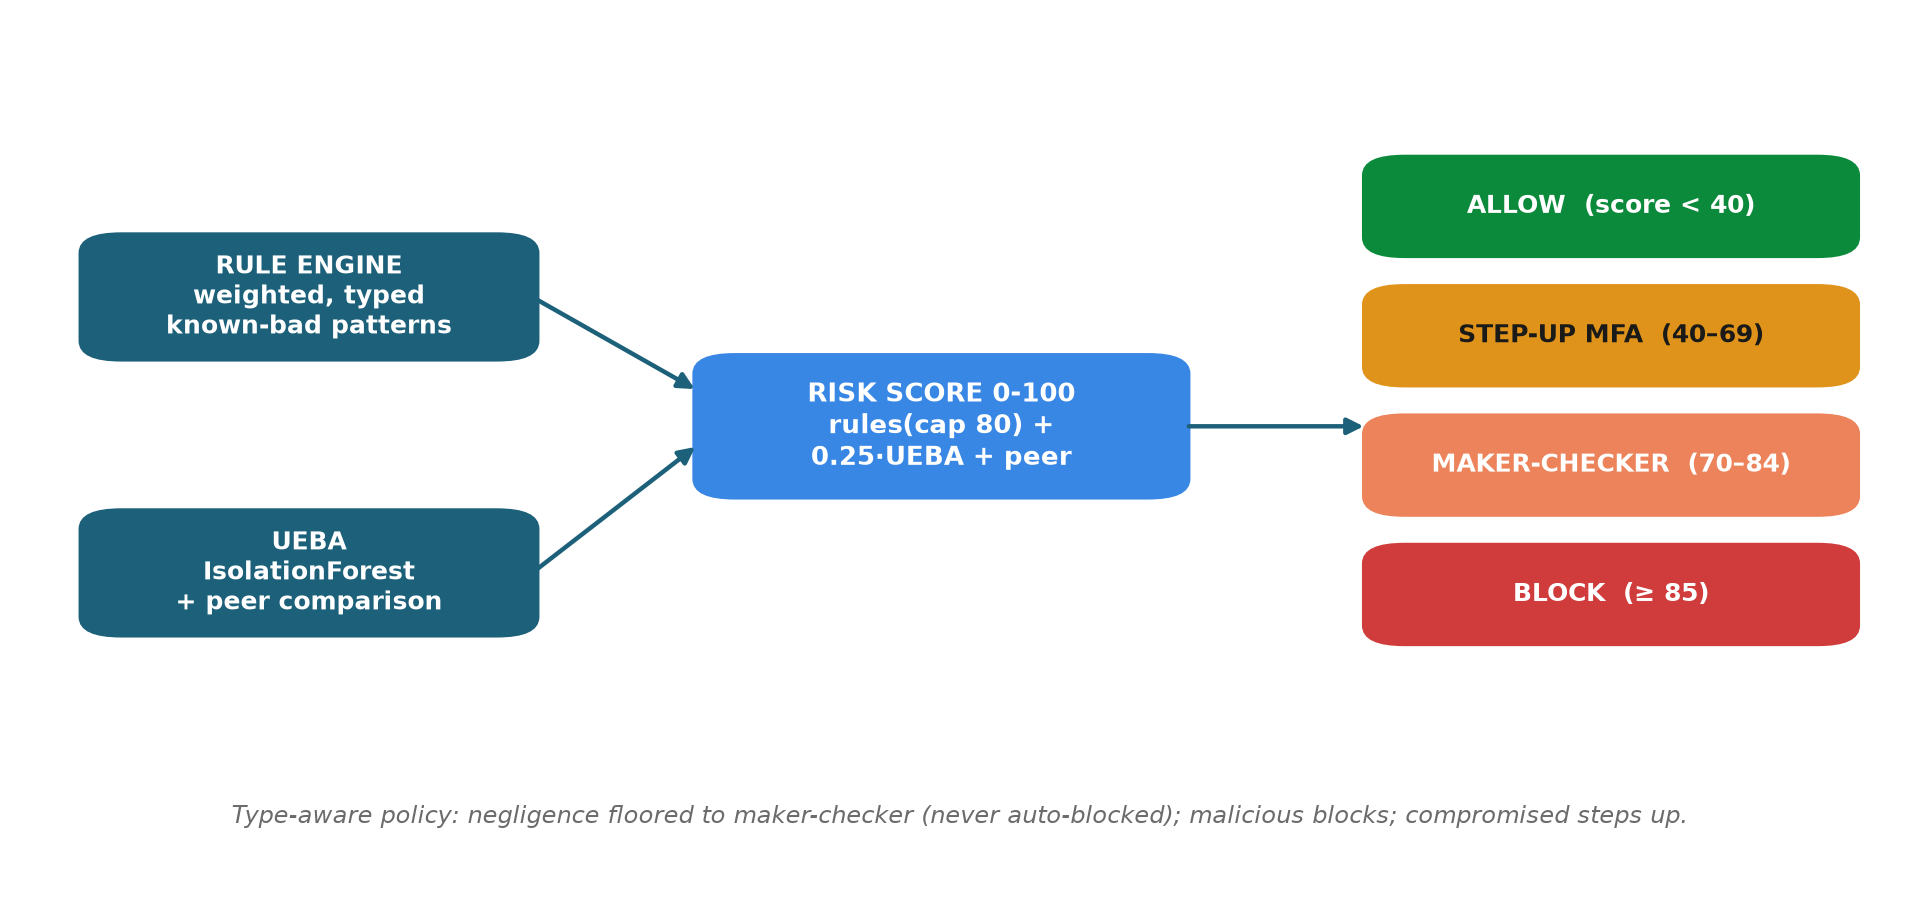 RULE ENGINE
weighted, typed
known-bad patterns
UEBA
IsolationForest
+ peer comparison
RISK SCORE 0-100
rules(cap 80) +
0.25·UEBA + peer
ALLOW  (score < 40)
STEP-UP MFA  (40–69)
MAKER-CHECKER  (70–84)
BLOCK  (≥ 85)
Type-aware policy: negligence floored to maker-checker (never auto-blocked); malicious blocks; compromised steps up.